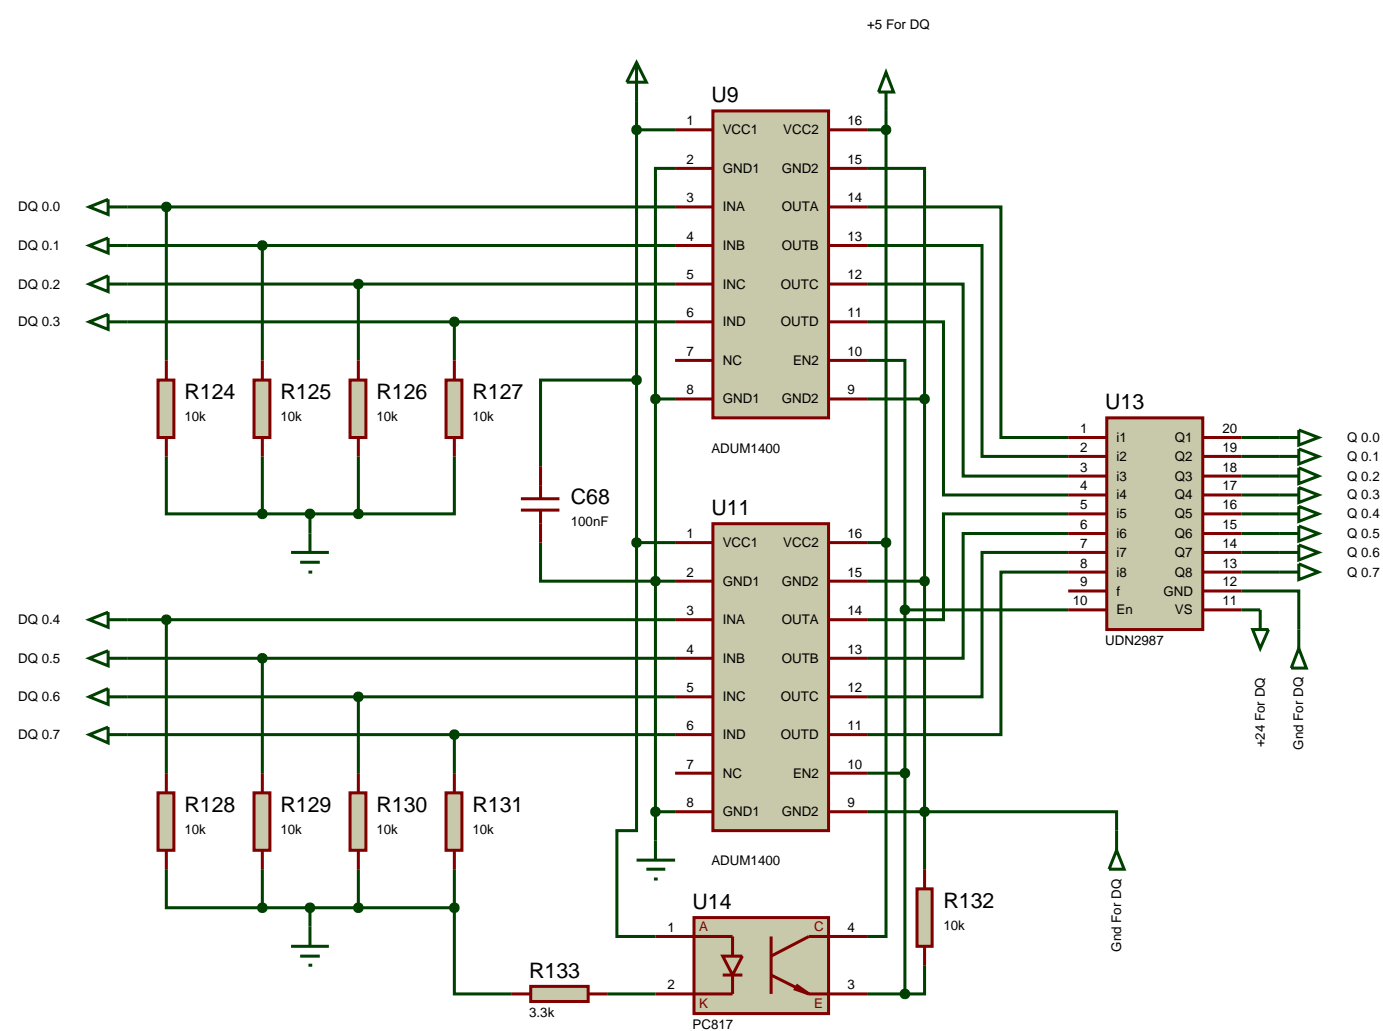 +5 For DQ
U9
1 VCC1 VCC2 16
2 GND1 GND2 15
DQ 0.0 3 INA OUTA 14
DQ 0.1 4 INB OUTB 13
DQ 0.2 5 INC OUTC 12
DQ 0.3 6 IND OUTD 11
7 NC EN2 10
8 GND1 GND2 9
ADUM1400
R124
10k
R125
10k
R126
10k
R127
10k
C68
100nF
U13
1 i1 Q1 20 Q 0.0
2 i2 Q2 19 Q 0.1
3 i3 Q3 18 Q 0.2
4 i4 Q4 17 Q 0.3
5 i5 Q5 16 Q 0.4
6 i6 Q6 15 Q 0.5
7 i7 Q7 14 Q 0.6
8 i8 Q8 13 Q 0.7
9 f GND 12
10 En VS 11
UDN2987
+24 For DQ
Gnd For DQ
U11
1 VCC1 VCC2 16
2 GND1 GND2 15
DQ 0.4 3 INA OUTA 14
DQ 0.5 4 INB OUTB 13
DQ 0.6 5 INC OUTC 12
DQ 0.7 6 IND OUTD 11
7 NC EN2 10
8 GND1 GND2 9
ADUM1400
R128
10k
R129
10k
R130
10k
R131
10k
Gnd For DQ
R132
10k
U14
1 A C 4
2 K E 3
PC817
R133
3.3k